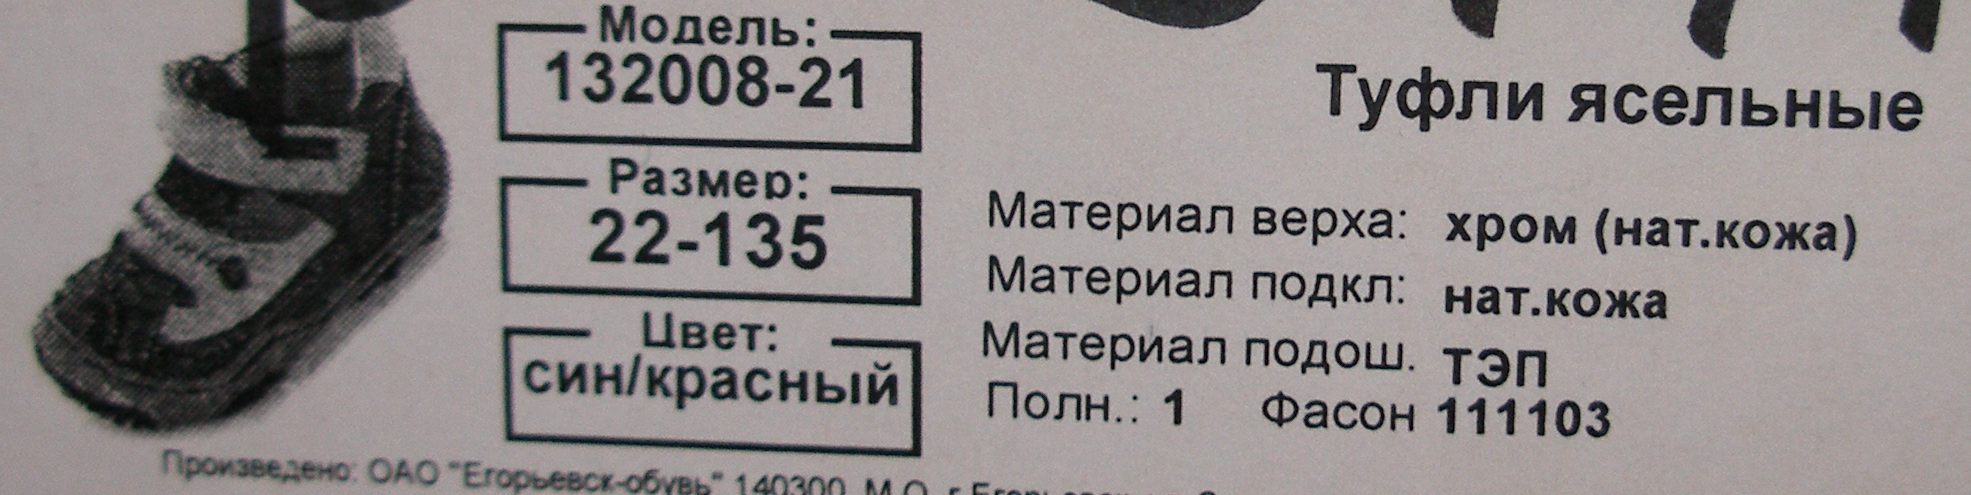 Модель:
132008-21
Размер:
22-135
Цвет:
син/красный
Туфли ясельные
Материал верха: хром (нат.кожа)
Материал подкл: нат.кожа
Материал подош. ТЭП
Полн.: 1 Фасон 111103
Произведено: ОАО "Егорьевск-обувь" 140300, М.О. г.